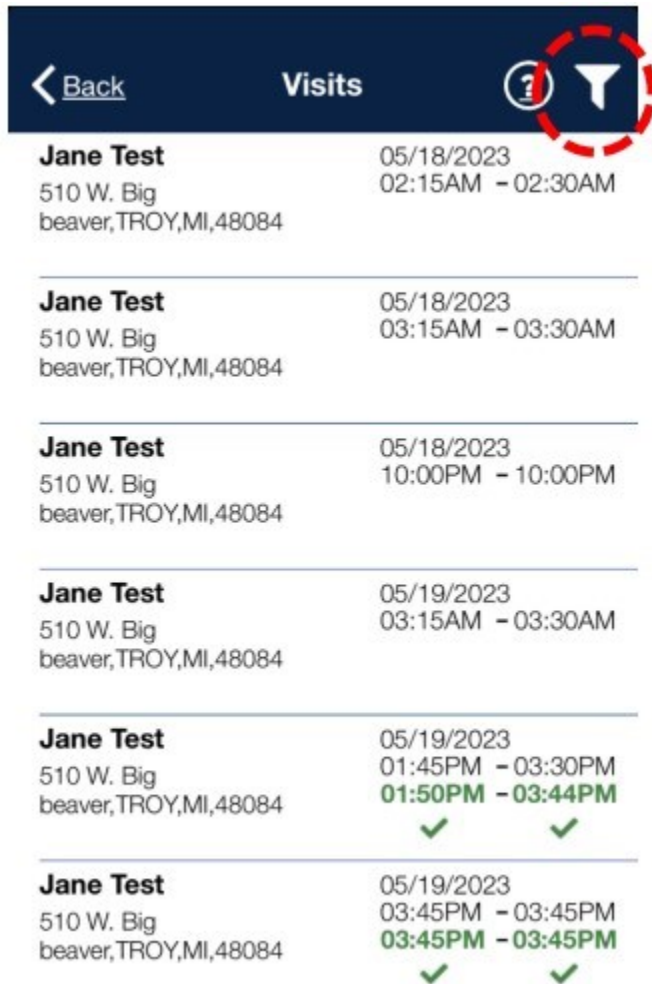 Back Visits ?
Jane Test 05/18/2023
510 W. Big 02:15AM - 02:30AM
beaver,TROY,MI,48084
Jane Test 05/18/2023
510 W. Big 03:15AM - 03:30AM
beaver,TROY,MI,48084
Jane Test 05/18/2023
510 W. Big 10:00PM - 10:00PM
beaver,TROY,MI,48084
Jane Test 05/19/2023
510 W. Big 03:15AM - 03:30AM
beaver,TROY,MI,48084
Jane Test 05/19/2023
510 W. Big 01:45PM - 03:30PM
beaver,TROY,MI,48084 01:50PM - 03:44PM
Jane Test 05/19/2023
510 W. Big 03:45PM - 03:45PM
beaver,TROY,MI,48084 03:45PM - 03:45PM